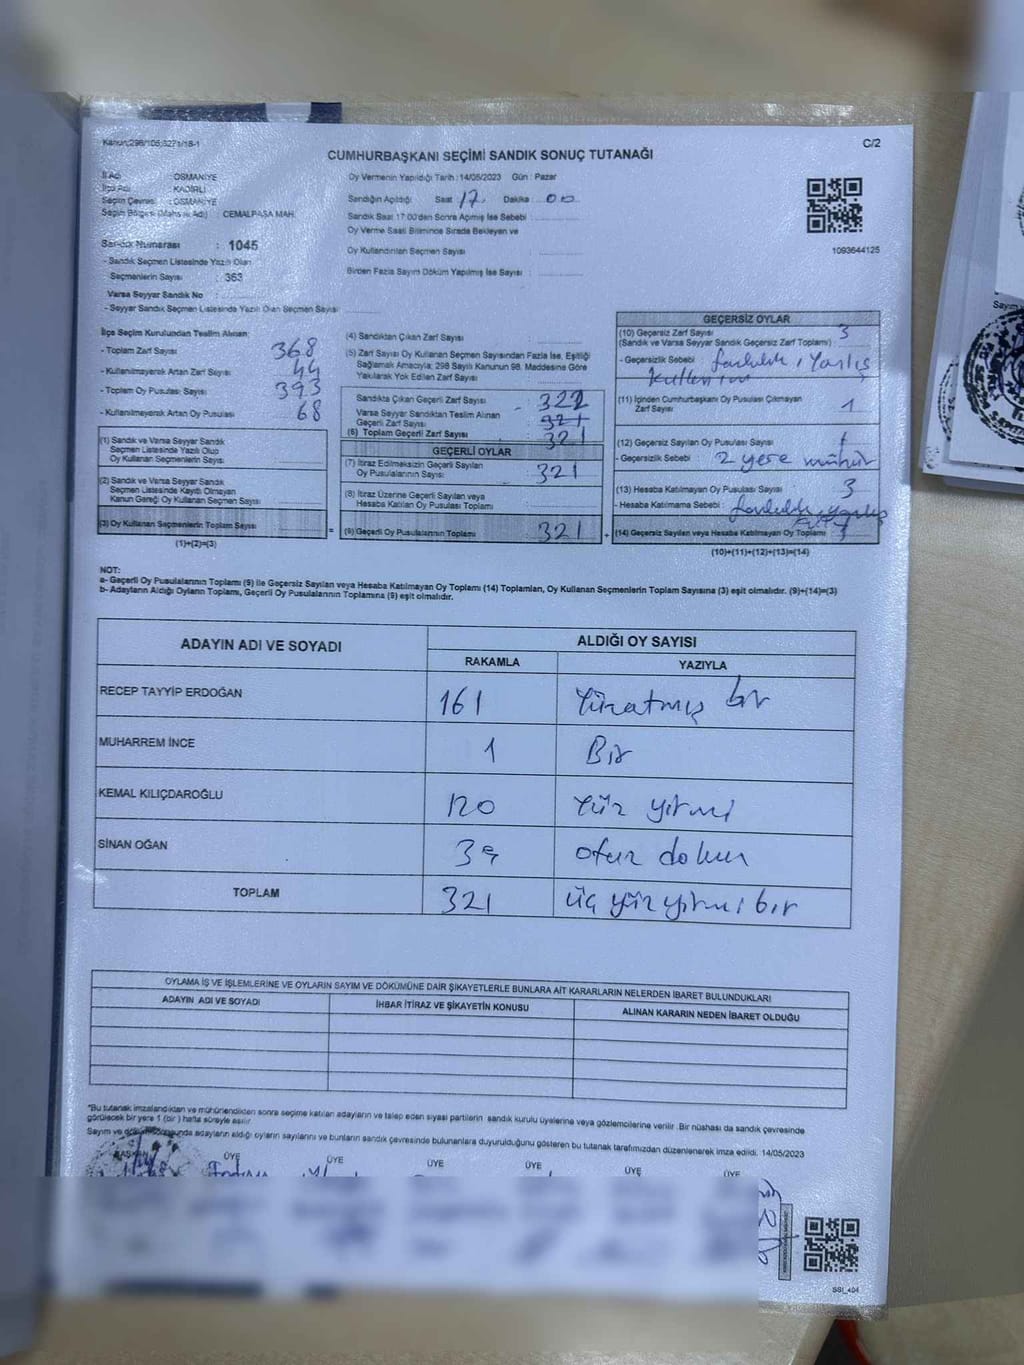 Kanun:298/105;6271/18-1
C/2
CUMHURBAŞKANI SEÇİMİ SANDIK SONUÇ TUTANAĞI
İl Adı : OSMANİYE
İlçe Adı : KADİRLİ
Seçim Çevresi : OSMANİYE
Seçim Bölgesi (Mahalle Adı) : CEMALPAŞA MAH.
Oy Vermenin Yapıldığı Tarih : 14/05/2023 Gün : Pazar
Sandığın Açıldığı Saat 17 Dakika 00
Sandık Saat 17:00'den Sonra Açılmış İse Sebebi
Oy Verme Saati Bitiminde Sırada Bekleyen ve
Oy Kullandırılan Seçmen Sayısı
Birden Fazla Sayım Döküm Yapılmış İse Sayısı
1093644125
Sandık Numarası : 1045
- Sandık Seçmen Listesinde Yazılı Olan
Seçmenlerin Sayısı : 363
Varsa Seyyar Sandık No :
- Seyyar Sandık Seçmen Listesinde Yazılı Olan Seçmen Sayısı
İlçe Seçim Kurulundan Teslim Alınan:
- Toplam Zarf Sayısı 368
- Kullanılmayarak Artan Zarf Sayısı 44
- Toplam Oy Pusulası Sayısı 393
- Kullanılmayarak Artan Oy Pusulası 68
(1) Sandık ve Varsa Seyyar Sandık
Seçmen Listesinde Yazılı Olup
Oy Kullanan Seçmenlerin Sayısı
(2) Sandık ve Varsa Seyyar Sandık
Seçmen Listesinde Kayıtlı Olmayan
Kanun Gereği Oy Kullanan Seçmen Sayısı
(3) Oy Kullanan Seçmenlerin Toplam Sayısı
(1)+(2)=(3)
(4) Sandıktan Çıkan Zarf Sayısı
(5) Zarf Sayısı Oy Kullanan Seçmen Sayısından Fazla İse, Eşitliği
Sağlamak Amacıyla; 298 Sayılı Kanunun 98. Maddesine Göre
Yakılarak Yok Edilen Zarf Sayısı
Sandıkta Çıkan Geçerli Zarf Sayısı 322
Varsa Seyyar Sandıktan Teslim Alınan
Geçerli Zarf Sayısı 321
(6) Toplam Geçerli Zarf Sayısı 321
GEÇERLİ OYLAR
(7) İtiraz Edilmeksizin Geçerli Sayılan
Oy Pusulalarının Sayısı 321
(8) İtiraz Üzerine Geçerli Sayılan veya
Hesaba Katılan Oy Pusulası Toplamı
(9) Geçerli Oy Pusulalarının Toplamı 321
GEÇERSİZ OYLAR
(10) Geçersiz Zarf Sayısı 3
(Sandık ve Varsa Seyyar Sandık Geçersiz Zarf Toplamı)
- Geçersizlik Sebebi fazlalık, Yanlış
kullanım
(11) İçinden Cumhurbaşkanı Oy Pusulası Çıkmayan
Zarf Sayısı 1
(12) Geçersiz Sayılan Oy Pusulası Sayısı 1
- Geçersizlik Sebebi 2 yere mühür
(13) Hesaba Katılmayan Oy Pusulası Sayısı 3
- Hesaba Katılmama Sebebi : fazlalık yanlış
(14) Geçersiz Sayılan veya Hesaba Katılmayan Oy Toplamı
(10)+(11)+(12)+(13)=(14)
NOT:
a- Geçerli Oy Pusulalarının Toplamı (9) ile Geçersiz Sayılan veya Hesaba Katılmayan Oy Toplamı (14) Toplamları, Oy Kullanan Seçmenlerin Toplam Sayısına (3) eşit olmalıdır. (9)+(14)=(3)
b- Adayların Aldığı Oyların Toplamı, Geçerli Oy Pusulalarının Toplamına (9) eşit olmalıdır.
ADAYIN ADI VE SOYADI
ALDIĞI OY SAYISI
RAKAMLA YAZIYLA
RECEP TAYYİP ERDOĞAN 161 Yüzatmış bir
MUHARREM İNCE 1 Bir
KEMAL KILIÇDAROĞLU 120 Yüz yirmi
SİNAN OĞAN 39 otuz dokuz
TOPLAM 321 üç yüz yirmi bir
OYLAMA İŞ VE İŞLEMLERİNE VE OYLARIN SAYIM VE DÖKÜMÜNE DAİR ŞİKAYETLERLE BUNLARA AİT KARARLARIN NELERDEN İBARET BULUNDUKLARI
ADAYIN ADI VE SOYADI
İHBAR İTİRAZ VE ŞİKAYETİN KONUSU
ALINAN KARARIN NEDEN İBARET OLDUĞU
*Bu tutanak imzalandıktan ve mühürlendikten sonra seçime katılan adayların ve talep eden siyasi partilerin sandık kurulu üyelerine veya gözlemcilerine verilir. Bir nüshası da sandık çevresinde
görülecek bir yere 1 (bir) hafta süreyle asılır.
Sayım ve döküm sonunda adayların aldığı oyların sayılarını ve bunların sandık çevresinde bulunanlara duyurulduğunu gösteren bu tutanak tarafımızdan düzenlenerek imza edildi. 14/05/2023
BAŞKAN ÜYE ÜYE ÜYE ÜYE ÜYE ÜYE
SSI_404